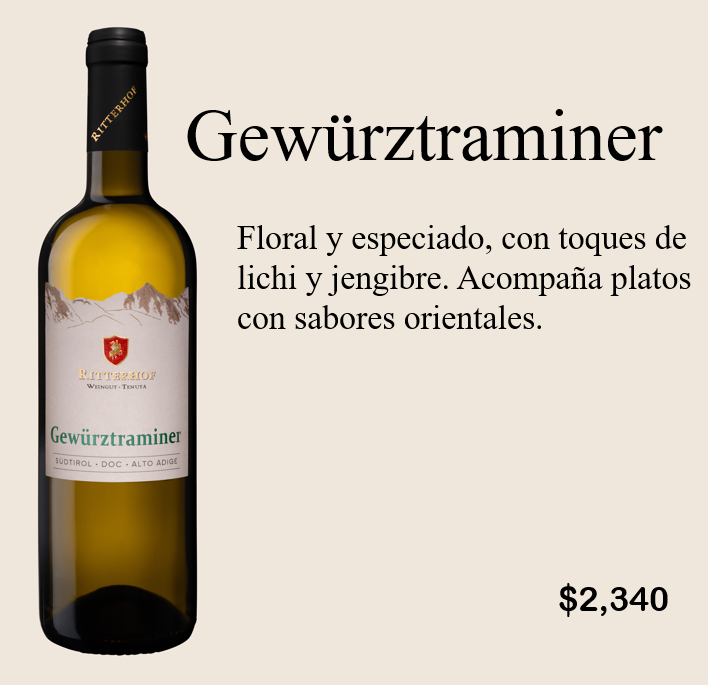 RITTERHOF
Gewürztraminer
Floral y especiado, con toques de
lichi y jengibre. Acompaña platos
con sabores orientales.
RITTERHOF
WEINGUT · TENUTA
Gewürztraminer
SÜDTIROL · DOC · ALTO ADIGE
$2,340